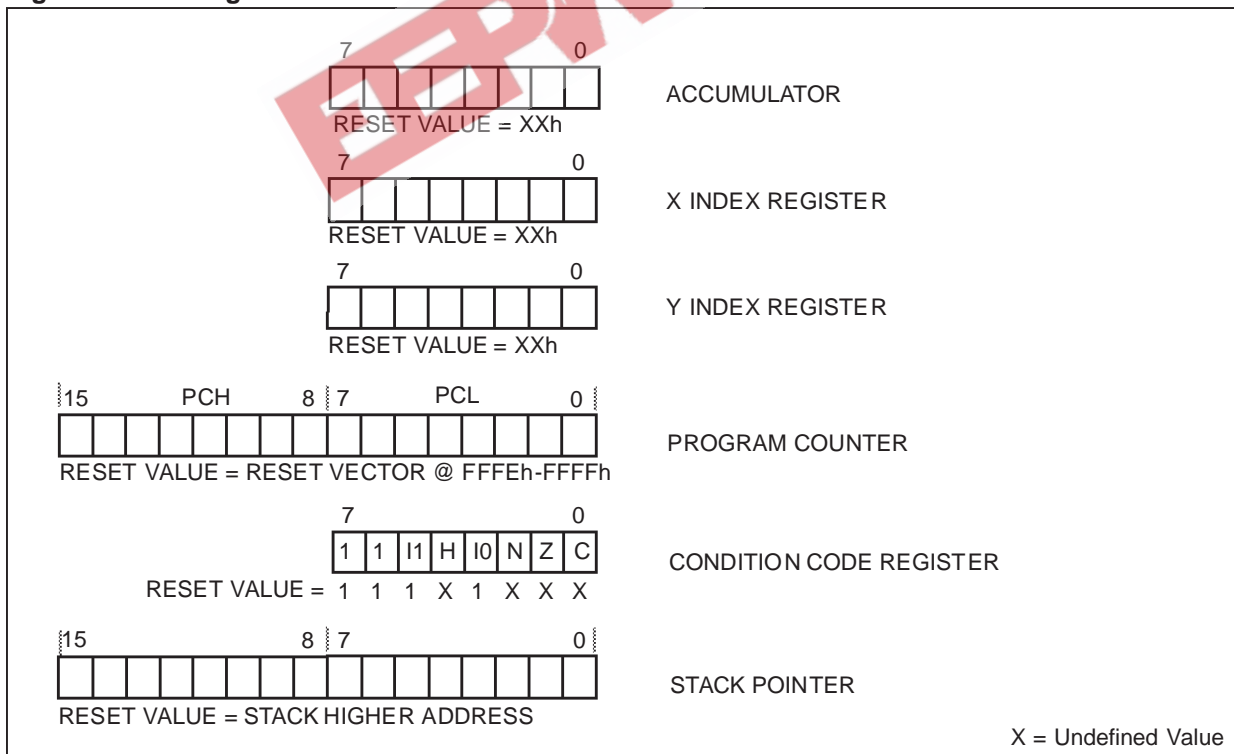 7 0
ACCUMULATOR
RESET VALUE = XXh
7 0
X INDEX REGISTER
RESET VALUE = XXh
7 0
Y INDEX REGISTER
RESET VALUE = XXh
15 PCH 8 7 PCL 0
PROGRAM COUNTER
RESET VALUE = RESET VECTOR @ FFFEh-FFFFh
7 0
1 1 I1 H I0 N Z C
CONDITION CODE REGISTER
RESET VALUE = 1 1 1 X 1 X X X
15 8 7 0
STACK POINTER
RESET VALUE = STACK HIGHER ADDRESS
X = Undefined Value